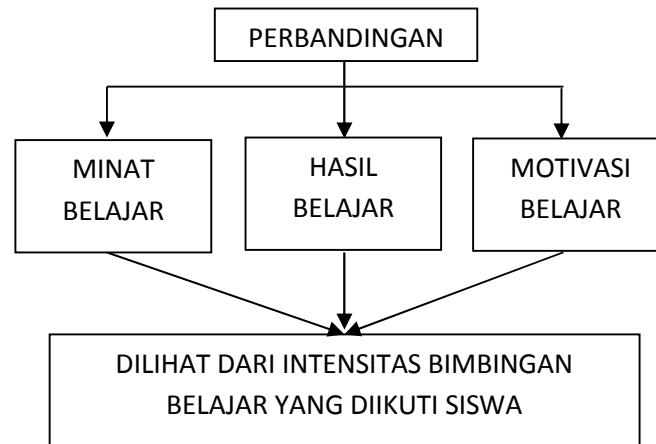 PERBANDINGAN
MINAT
BELAJAR
HASIL
BELAJAR
MOTIVASI
BELAJAR
DILIHAT DARI INTENSITAS BIMBINGAN
BELAJAR YANG DIIKUTI SISWA